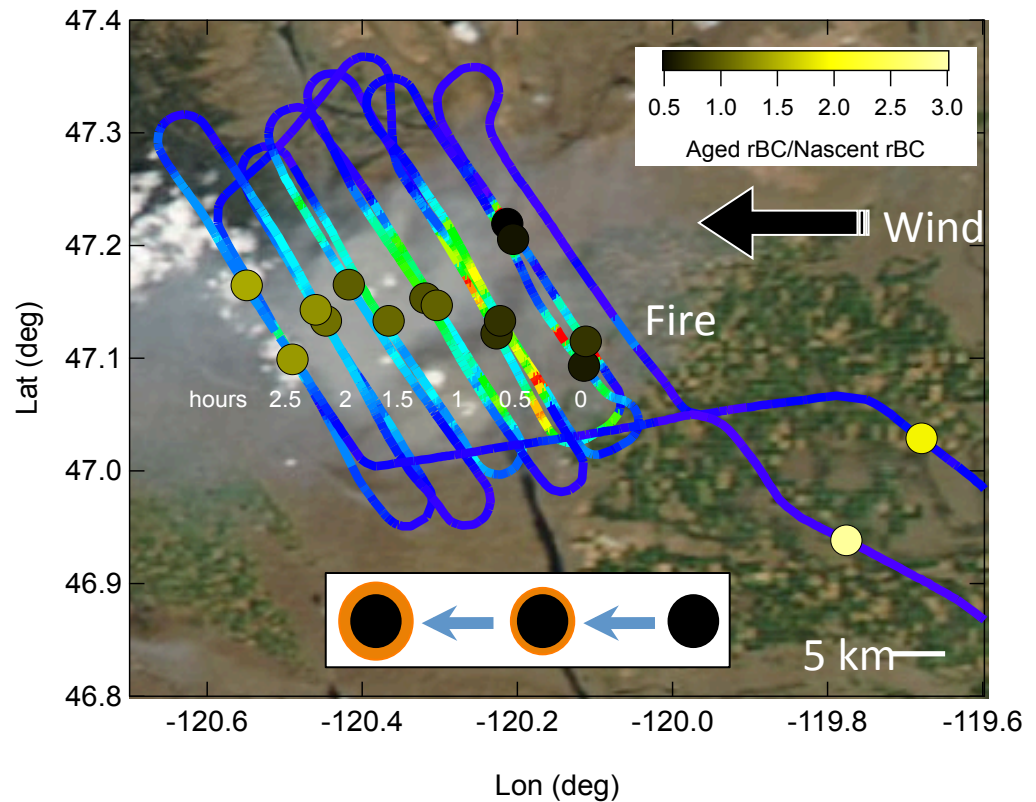 47.4
47.3
47.2
47.1
47.0
46.9
46.8
Lat (deg)
0.5 1.0 1.5 2.0 2.5 3.0
Aged rBC/Nascent rBC
Wind
Fire
hours 2.5 2 1.5 1 0.5 0
5 km
-120.6 -120.4 -120.2 -120.0 -119.8 -119.6
Lon (deg)